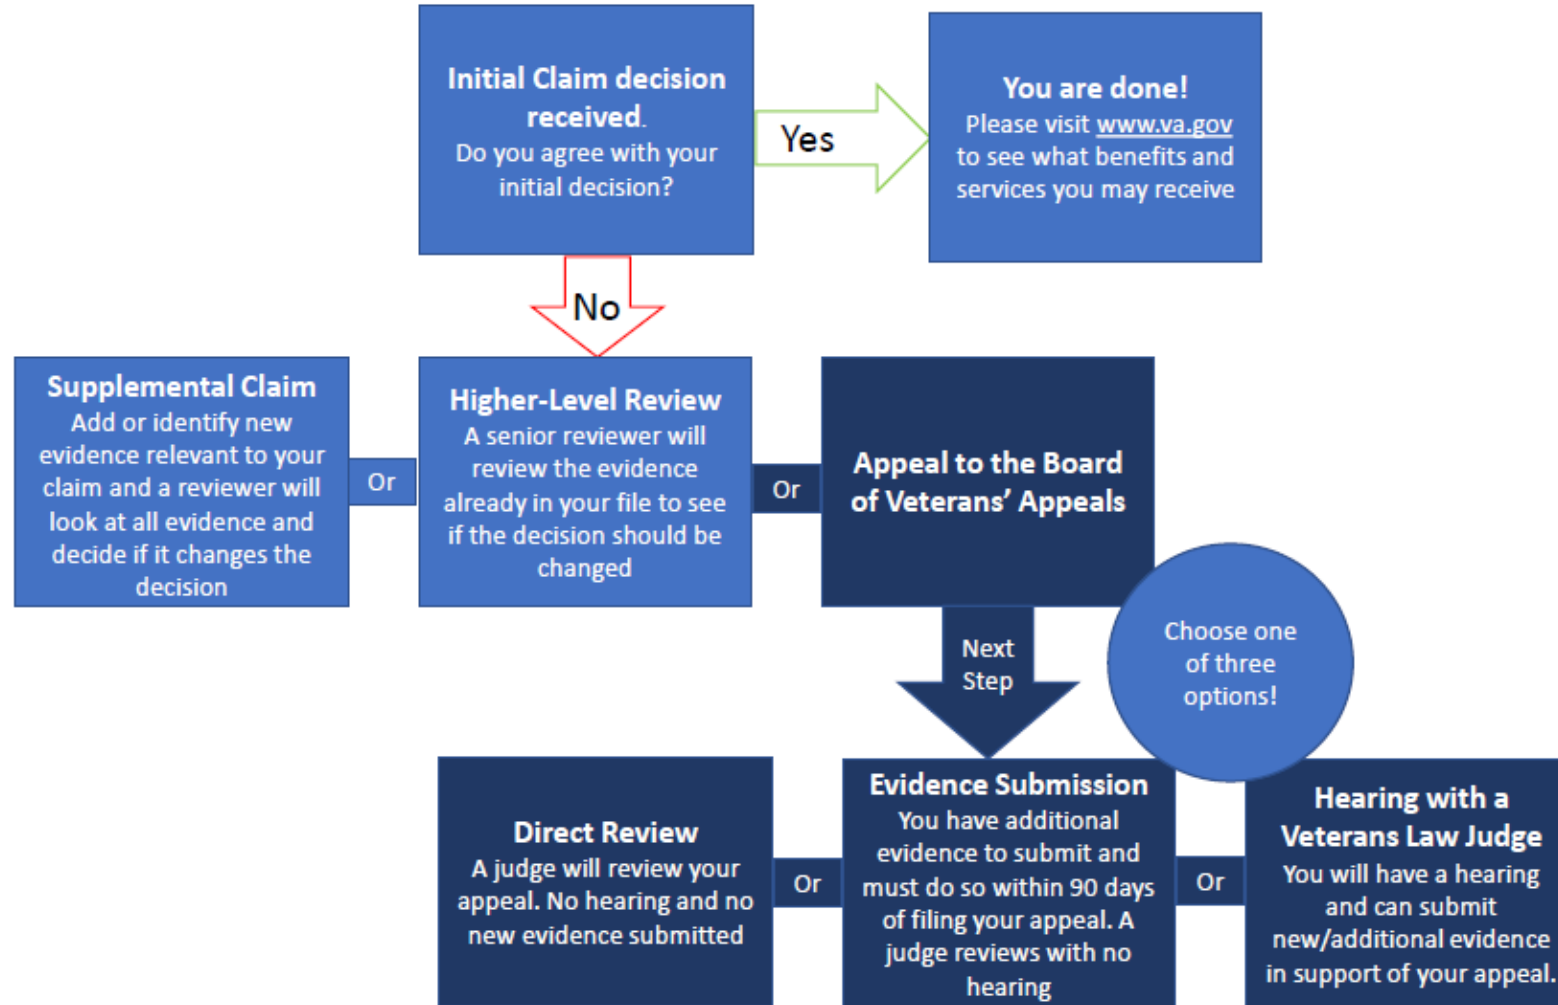 Initial Claim decision
received.
Do you agree with your
initial decision?
Yes
You are done!
Please visit www.va.gov
to see what benefits and
services you may receive
No
Supplemental Claim
Add or identify new
evidence relevant to your
claim and a reviewer will
look at all evidence and
decide if it changes the
decision
Or
Higher-Level Review
A senior reviewer will
review the evidence
already in your file to see
if the decision should be
changed
Or
Appeal to the Board
of Veterans’ Appeals
Next
Step
Choose one
of three
options!
Direct Review
A judge will review your
appeal. No hearing and no
new evidence submitted
Or
Evidence Submission
You have additional
evidence to submit and
must do so within 90 days
of filing your appeal. A
judge reviews with no
hearing
Or
Hearing with a
Veterans Law Judge
You will have a hearing
and can submit
new/additional evidence
in support of your appeal.